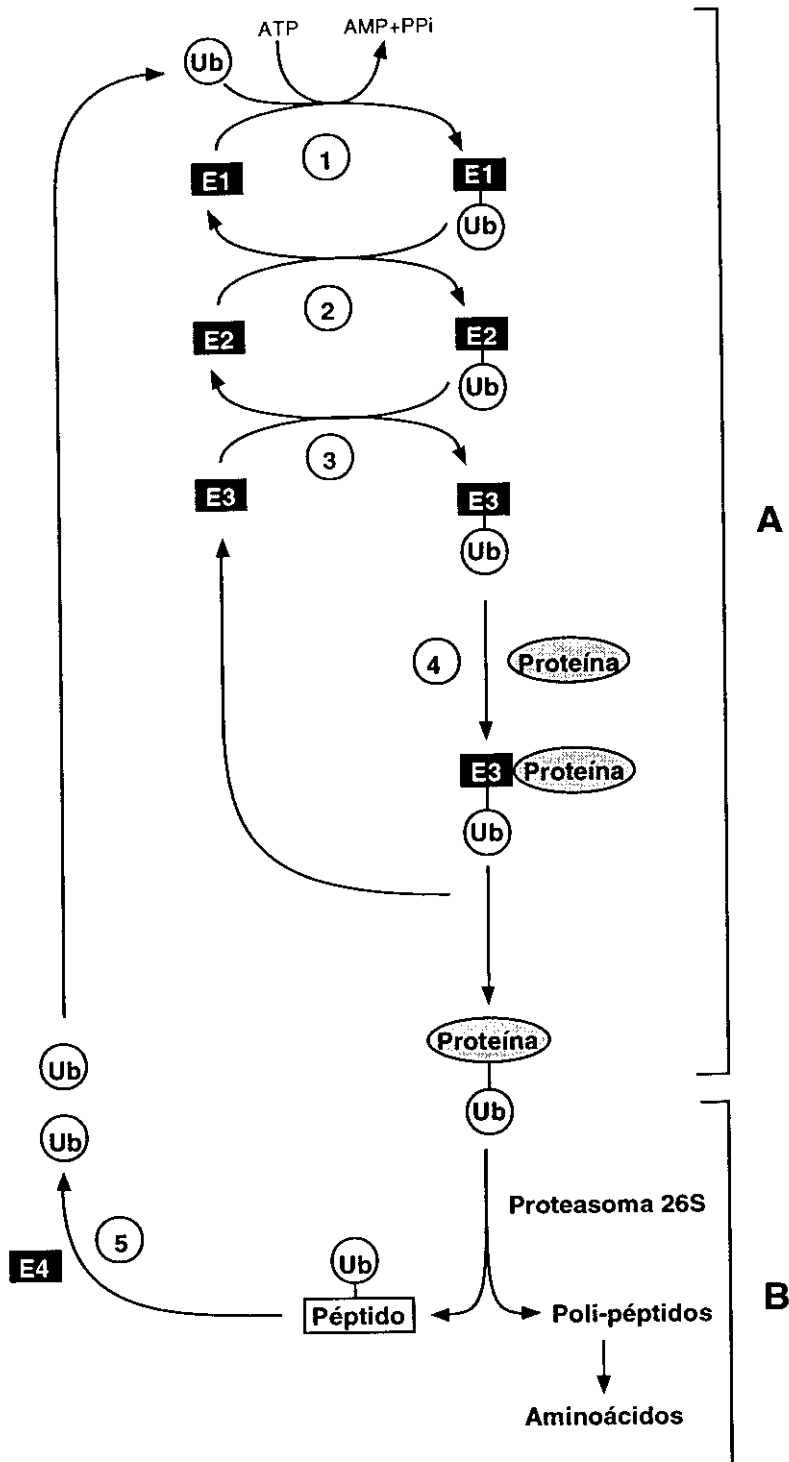 ATP AMP+PPi
Ub
1
E1 E1
Ub
2
E2 E2
Ub
3
E3 E3
Ub
A
4 Proteína
E3 Proteína
Ub
Proteína
Ub
Ub
Ub
Proteasoma 26S
5
E4
Ub
B
Péptido Poli-péptidos
Aminoácidos